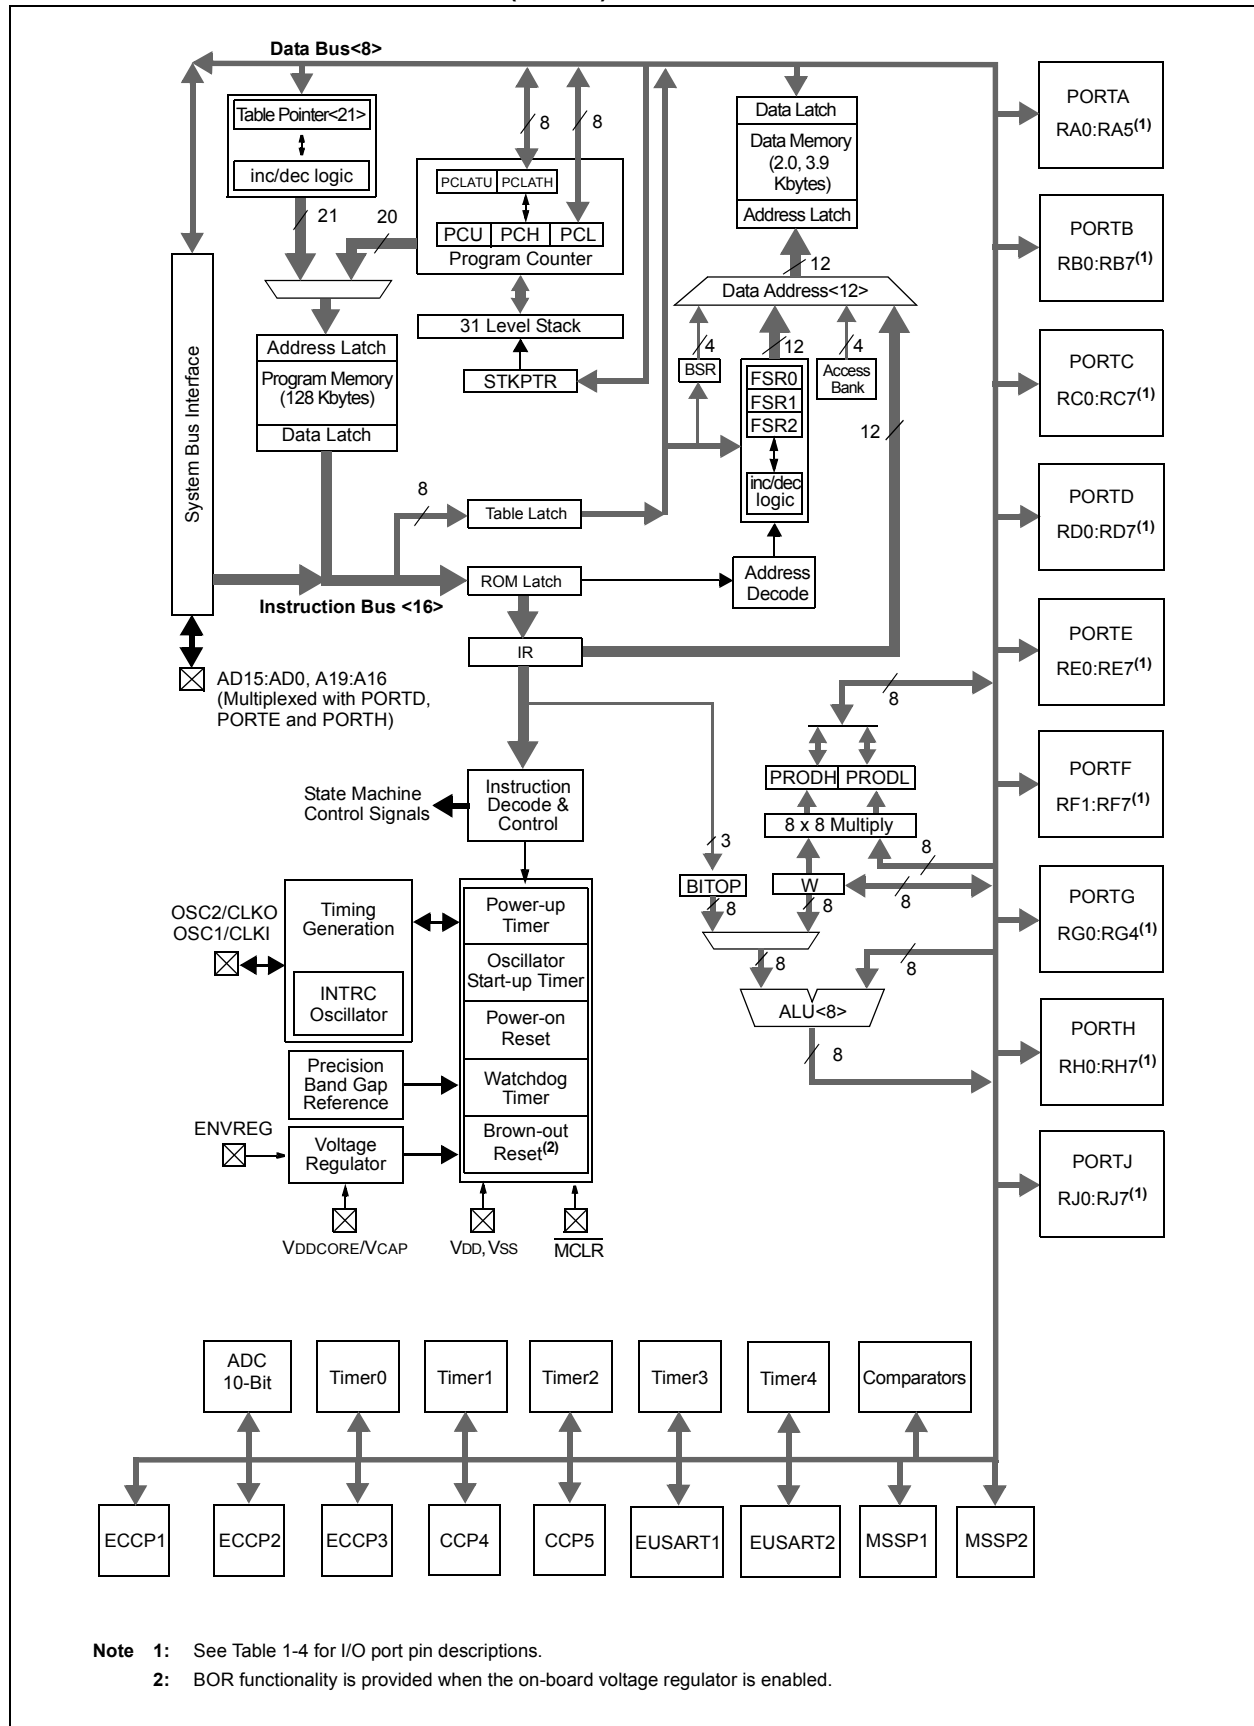 Data Bus<8>
Table Pointer<21>
inc/dec logic
21
20
8
8
PCLATU PCLATH
PCU PCH PCL
Program Counter
31 Level Stack
STKPTR
Data Latch
Data Memory
(2.0, 3.9
Kbytes)
Address Latch
12
Data Address<12>
4
12
4
BSR
FSR0
FSR1
FSR2
inc/dec
logic
Access
Bank
12
System Bus Interface
Address Latch
Program Memory
(128 Kbytes)
Data Latch
8
Table Latch
ROM Latch
Instruction Bus <16>
Address
Decode
IR
AD15:AD0, A19:A16
(Multiplexed with PORTD,
PORTE and PORTH)
8
PRODH PRODL
8 x 8 Multiply
8
3
BITOP
W
8
8
8
8
8
ALU<8>
8
State Machine
Control Signals
Instruction
Decode &
Control
OSC2/CLKO
OSC1/CLKI
Timing
Generation
INTRC
Oscillator
Power-up
Timer
Oscillator
Start-up Timer
Power-on
Reset
Watchdog
Timer
Brown-out
Reset(2)
Precision
Band Gap
Reference
ENVREG
Voltage
Regulator
VDDCORE/VCAP
VDD, VSS
MCLR
PORTA
RA0:RA5(1)
PORTB
RB0:RB7(1)
PORTC
RC0:RC7(1)
PORTD
RD0:RD7(1)
PORTE
RE0:RE7(1)
PORTF
RF1:RF7(1)
PORTG
RG0:RG4(1)
PORTH
RH0:RH7(1)
PORTJ
RJ0:RJ7(1)
ADC
10-Bit
Timer0
Timer1
Timer2
Timer3
Timer4
Comparators
ECCP1
ECCP2
ECCP3
CCP4
CCP5
EUSART1
EUSART2
MSSP1
MSSP2
Note 1: See Table 1-4 for I/O port pin descriptions.
2: BOR functionality is provided when the on-board voltage regulator is enabled.